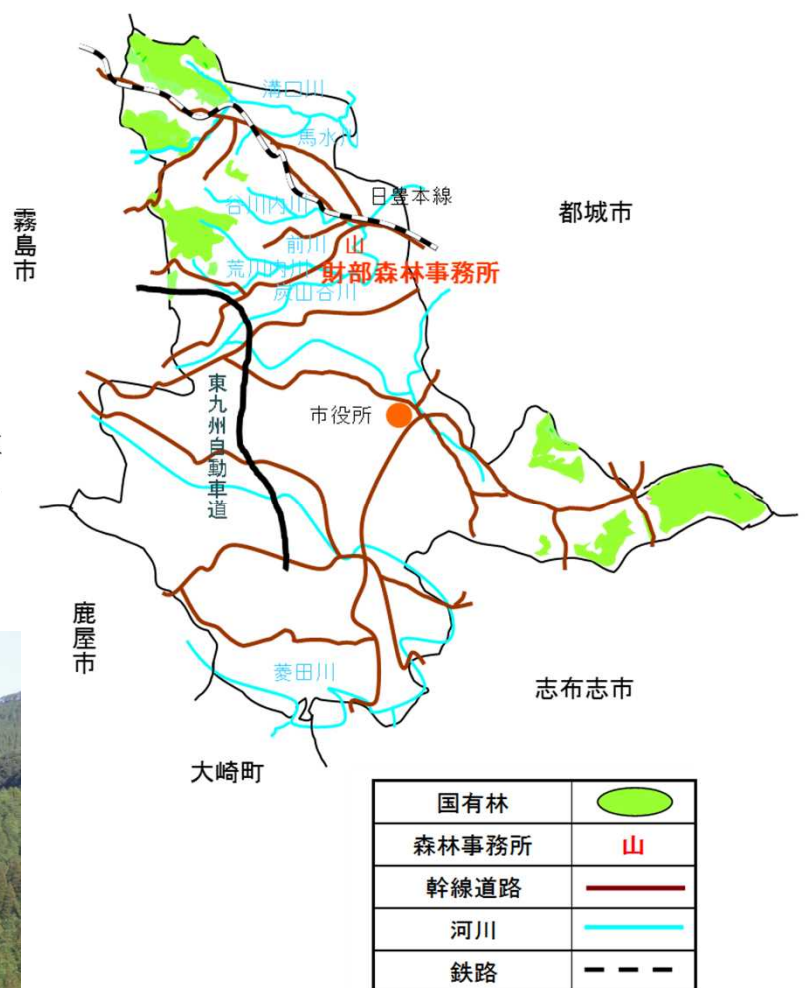 溝口川
馬水川
日豊本線
谷川内川
都城市
霧島市
前川
山
荒川内川
財部森林事務所
炭山谷川
東九州自動車道
市役所
鹿屋市
菱田川
志布志市
大崎町
国有林
森林事務所
山
幹線道路
河川
鉄路